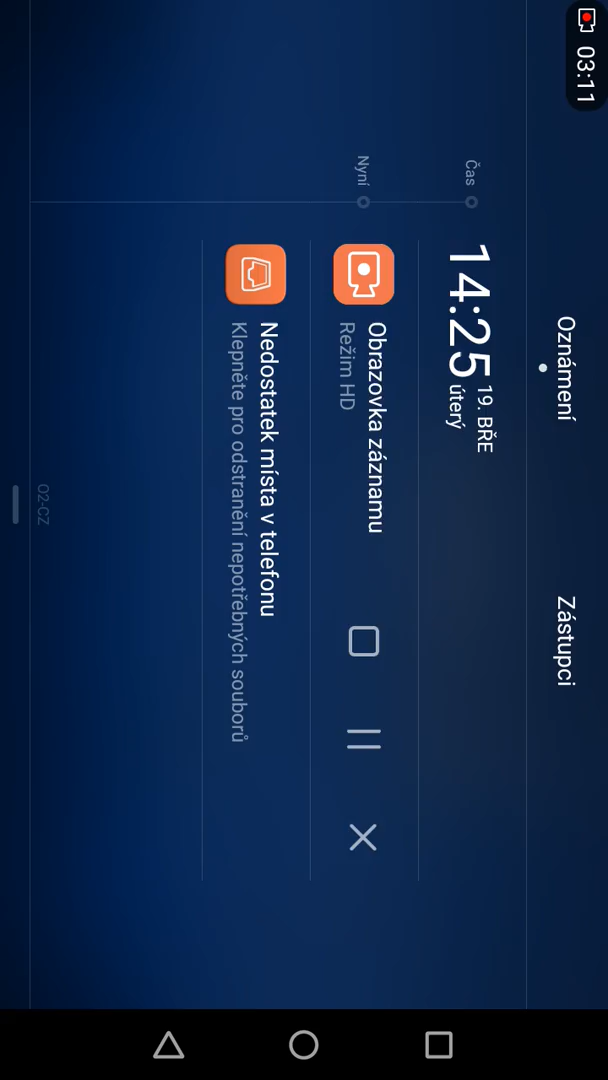 03:11
Oznámení
Zástupci
Čas
14:25
19. BŘE
úterý
Nyní
Obrazovka záznamu
Režim HD
Nedostatek místa v telefonu
Klepněte pro odstranění nepotřebných souborů
O2-CZ